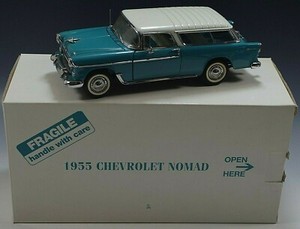 FRAGILE
handle with care
1955 CHEVROLET NOMAD
OPEN
HERE